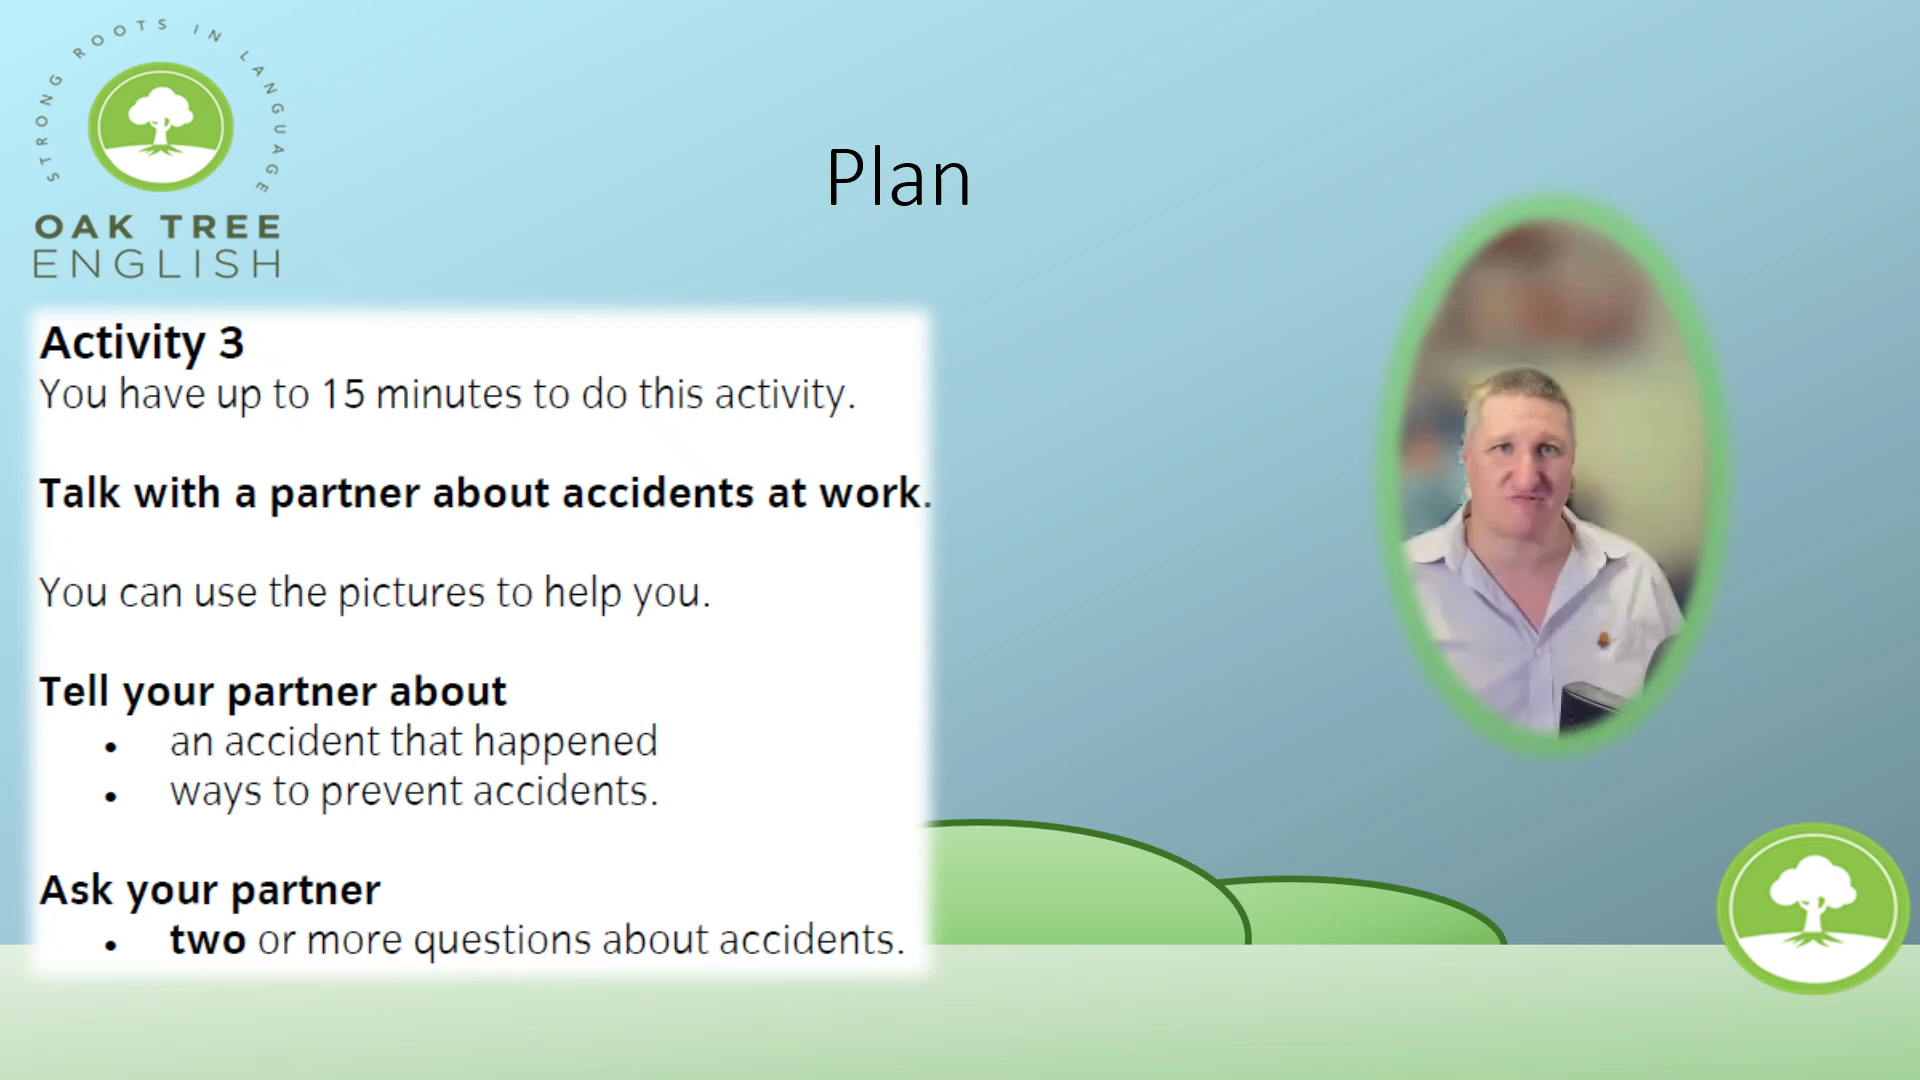 STRONG ROOTS IN LANGUAGE
OAK TREE
ENGLISH
Plan
Activity 3
You have up to 15 minutes to do this activity.
Talk with a partner about accidents at work.
You can use the pictures to help you.
Tell your partner about
• an accident that happened
• ways to prevent accidents.
Ask your partner
• two or more questions about accidents.